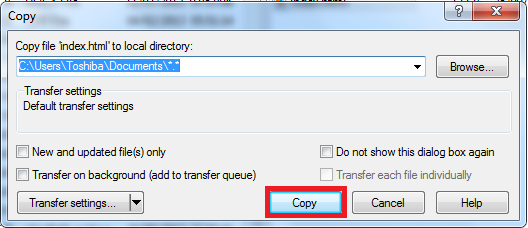 Copy
Copy file 'index.html' to local directory:
C:\Users\Toshiba\Documents\*.*
Browse...
Transfer settings
Default transfer settings
New and updated file(s) only
Do not show this dialog box again
Transfer on background (add to transfer queue)
Transfer each file individually
Transfer settings...
Copy
Cancel
Help